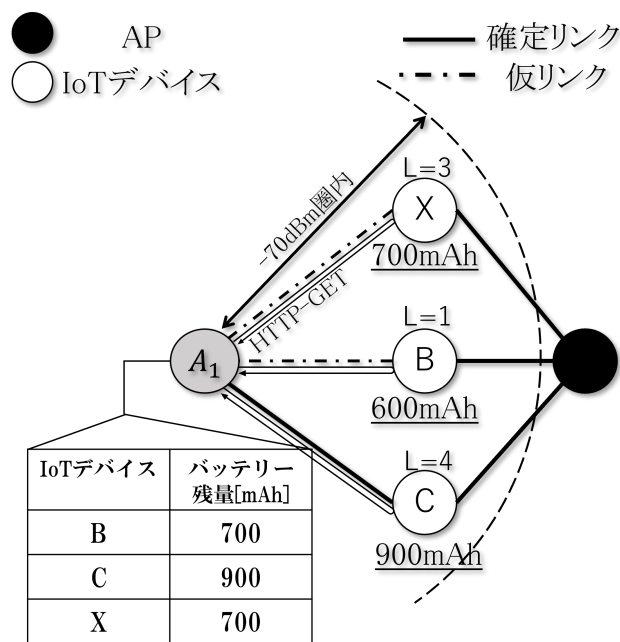 AP
確定リンク
IoTデバイス
仮リンク
L=3
-70dBm圏内
X
700mAh
HTTP-GET
L=1
A1
B
600mAh
L=4
C
900mAh
IoTデバイス
バッテリー
残量[mAh]
B 700
C 900
X 700